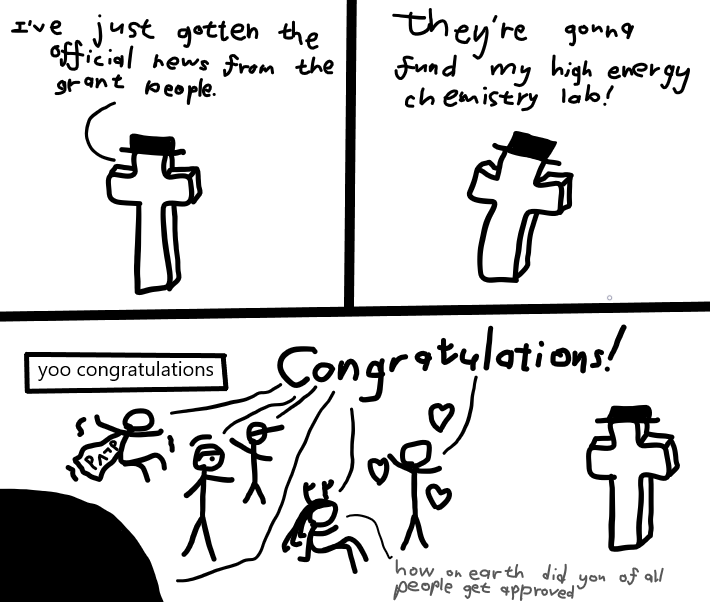 I've just gotten the
official news from the
grant people.
They're gonna
fund my high energy
chemistry lab!
yoo congratulations
Congratulations!
how on earth did you of all
people get approved